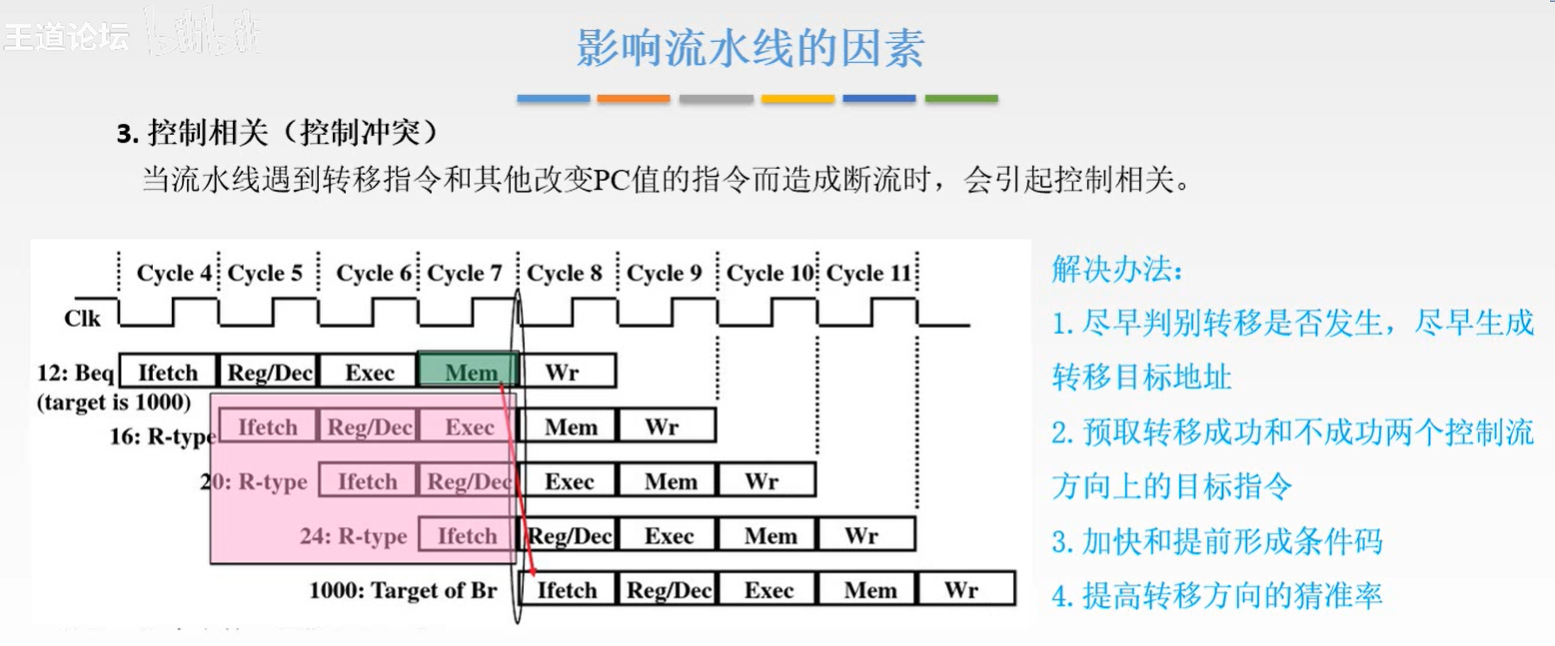 王道论坛 bilibili
影响流水线的因素
3. 控制相关（控制冲突）
当流水线遇到转移指令和其他改变PC值的指令而造成断流时，会引起控制相关。
Cycle 4 Cycle 5 Cycle 6 Cycle 7 Cycle 8 Cycle 9 Cycle 10 Cycle 11
Clk
12: Beq Ifetch Reg/Dec Exec Mem Wr
(target is 1000)
16: R-type Ifetch Reg/Dec Exec Mem Wr
20: R-type Ifetch Reg/Dec Exec Mem Wr
24: R-type Ifetch Reg/Dec Exec Mem Wr
1000: Target of Br Ifetch Reg/Dec Exec Mem Wr
解决办法：
1. 尽早判别转移是否发生，尽早生成
转移目标地址
2. 预取转移成功和不成功两个控制流
方向上的目标指令
3. 加快和提前形成条件码
4. 提高转移方向的猜准率